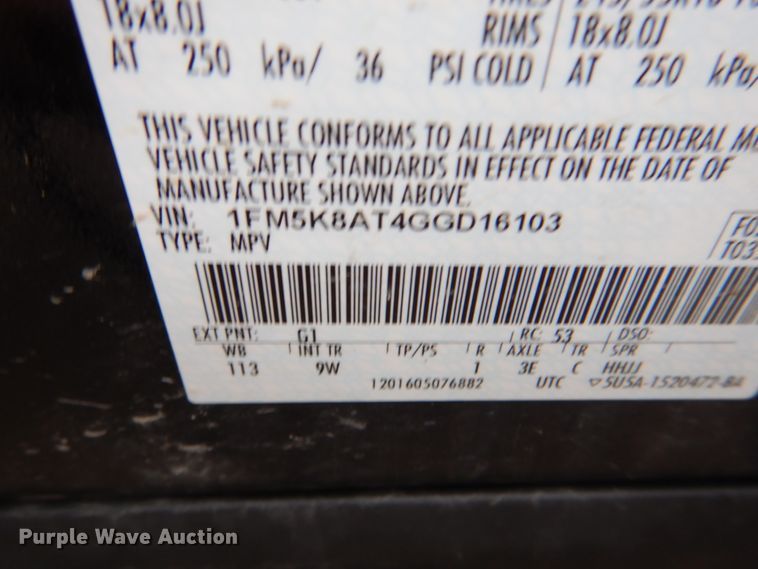 18x8.0J RIMS 18x8.0J
AT 250 kPa/ 36 PSI COLD AT 250 kPa/
THIS VEHICLE CONFORMS TO ALL APPLICABLE FEDERAL
VEHICLE SAFETY STANDARDS IN EFFECT ON THE DATE OF
MANUFACTURE SHOWN ABOVE.
VIN: 1FM5K8AT4GGD16103
TYPE: MPV
EXT PNT: G1 RC: 53 DSO:
WB INT TR TP/PS R AXLE TR SPR
113 9W 1 3E C HHJJ
1201605076882 UTC ▽5U5A-1520472-BA
Purple Wave Auction